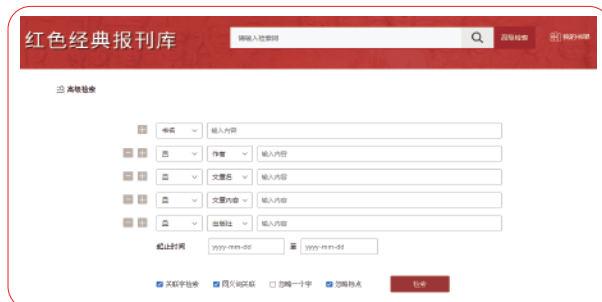 红色经典报刊库
请输入检索词
高级检索
我的书架
高级检索
书名 输入内容
且 作者 输入内容
且 文章名 输入内容
且 文章内容 输入内容
且 出版社 输入内容
起止时间 yyyy-mm-dd 至 yyyy-mm-dd
关联字检索 同义词关联 忽略一个字 忽略标点 检索